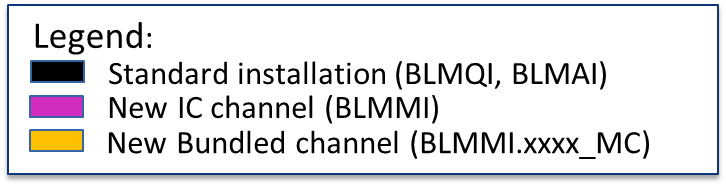 Legend:
Standard installation (BLMQI, BLMAI)
New IC channel (BLMMI)
New Bundled channel (BLMMI.xxxx_MC)